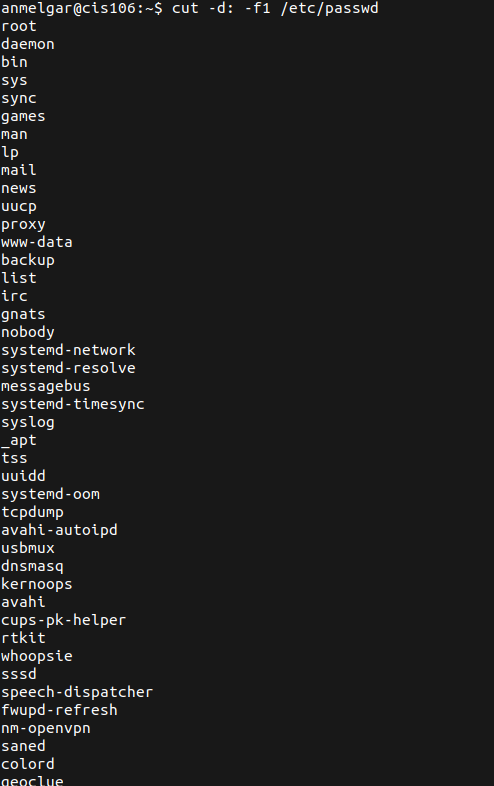 anmelgar@cis106:~$ cut -d: -f1 /etc/passwd
root
daemon
bin
sys
sync
games
man
lp
mail
news
uucp
proxy
www-data
backup
list
irc
gnats
nobody
systemd-network
systemd-resolve
messagebus
systemd-timesync
syslog
_apt
tss
uuidd
systemd-oom
tcpdump
avahi-autoipd
usbmux
dnsmasq
kernoops
avahi
cups-pk-helper
rtkit
whoopsie
sssd
speech-dispatcher
fwupd-refresh
nm-openvpn
saned
colord
geoclue